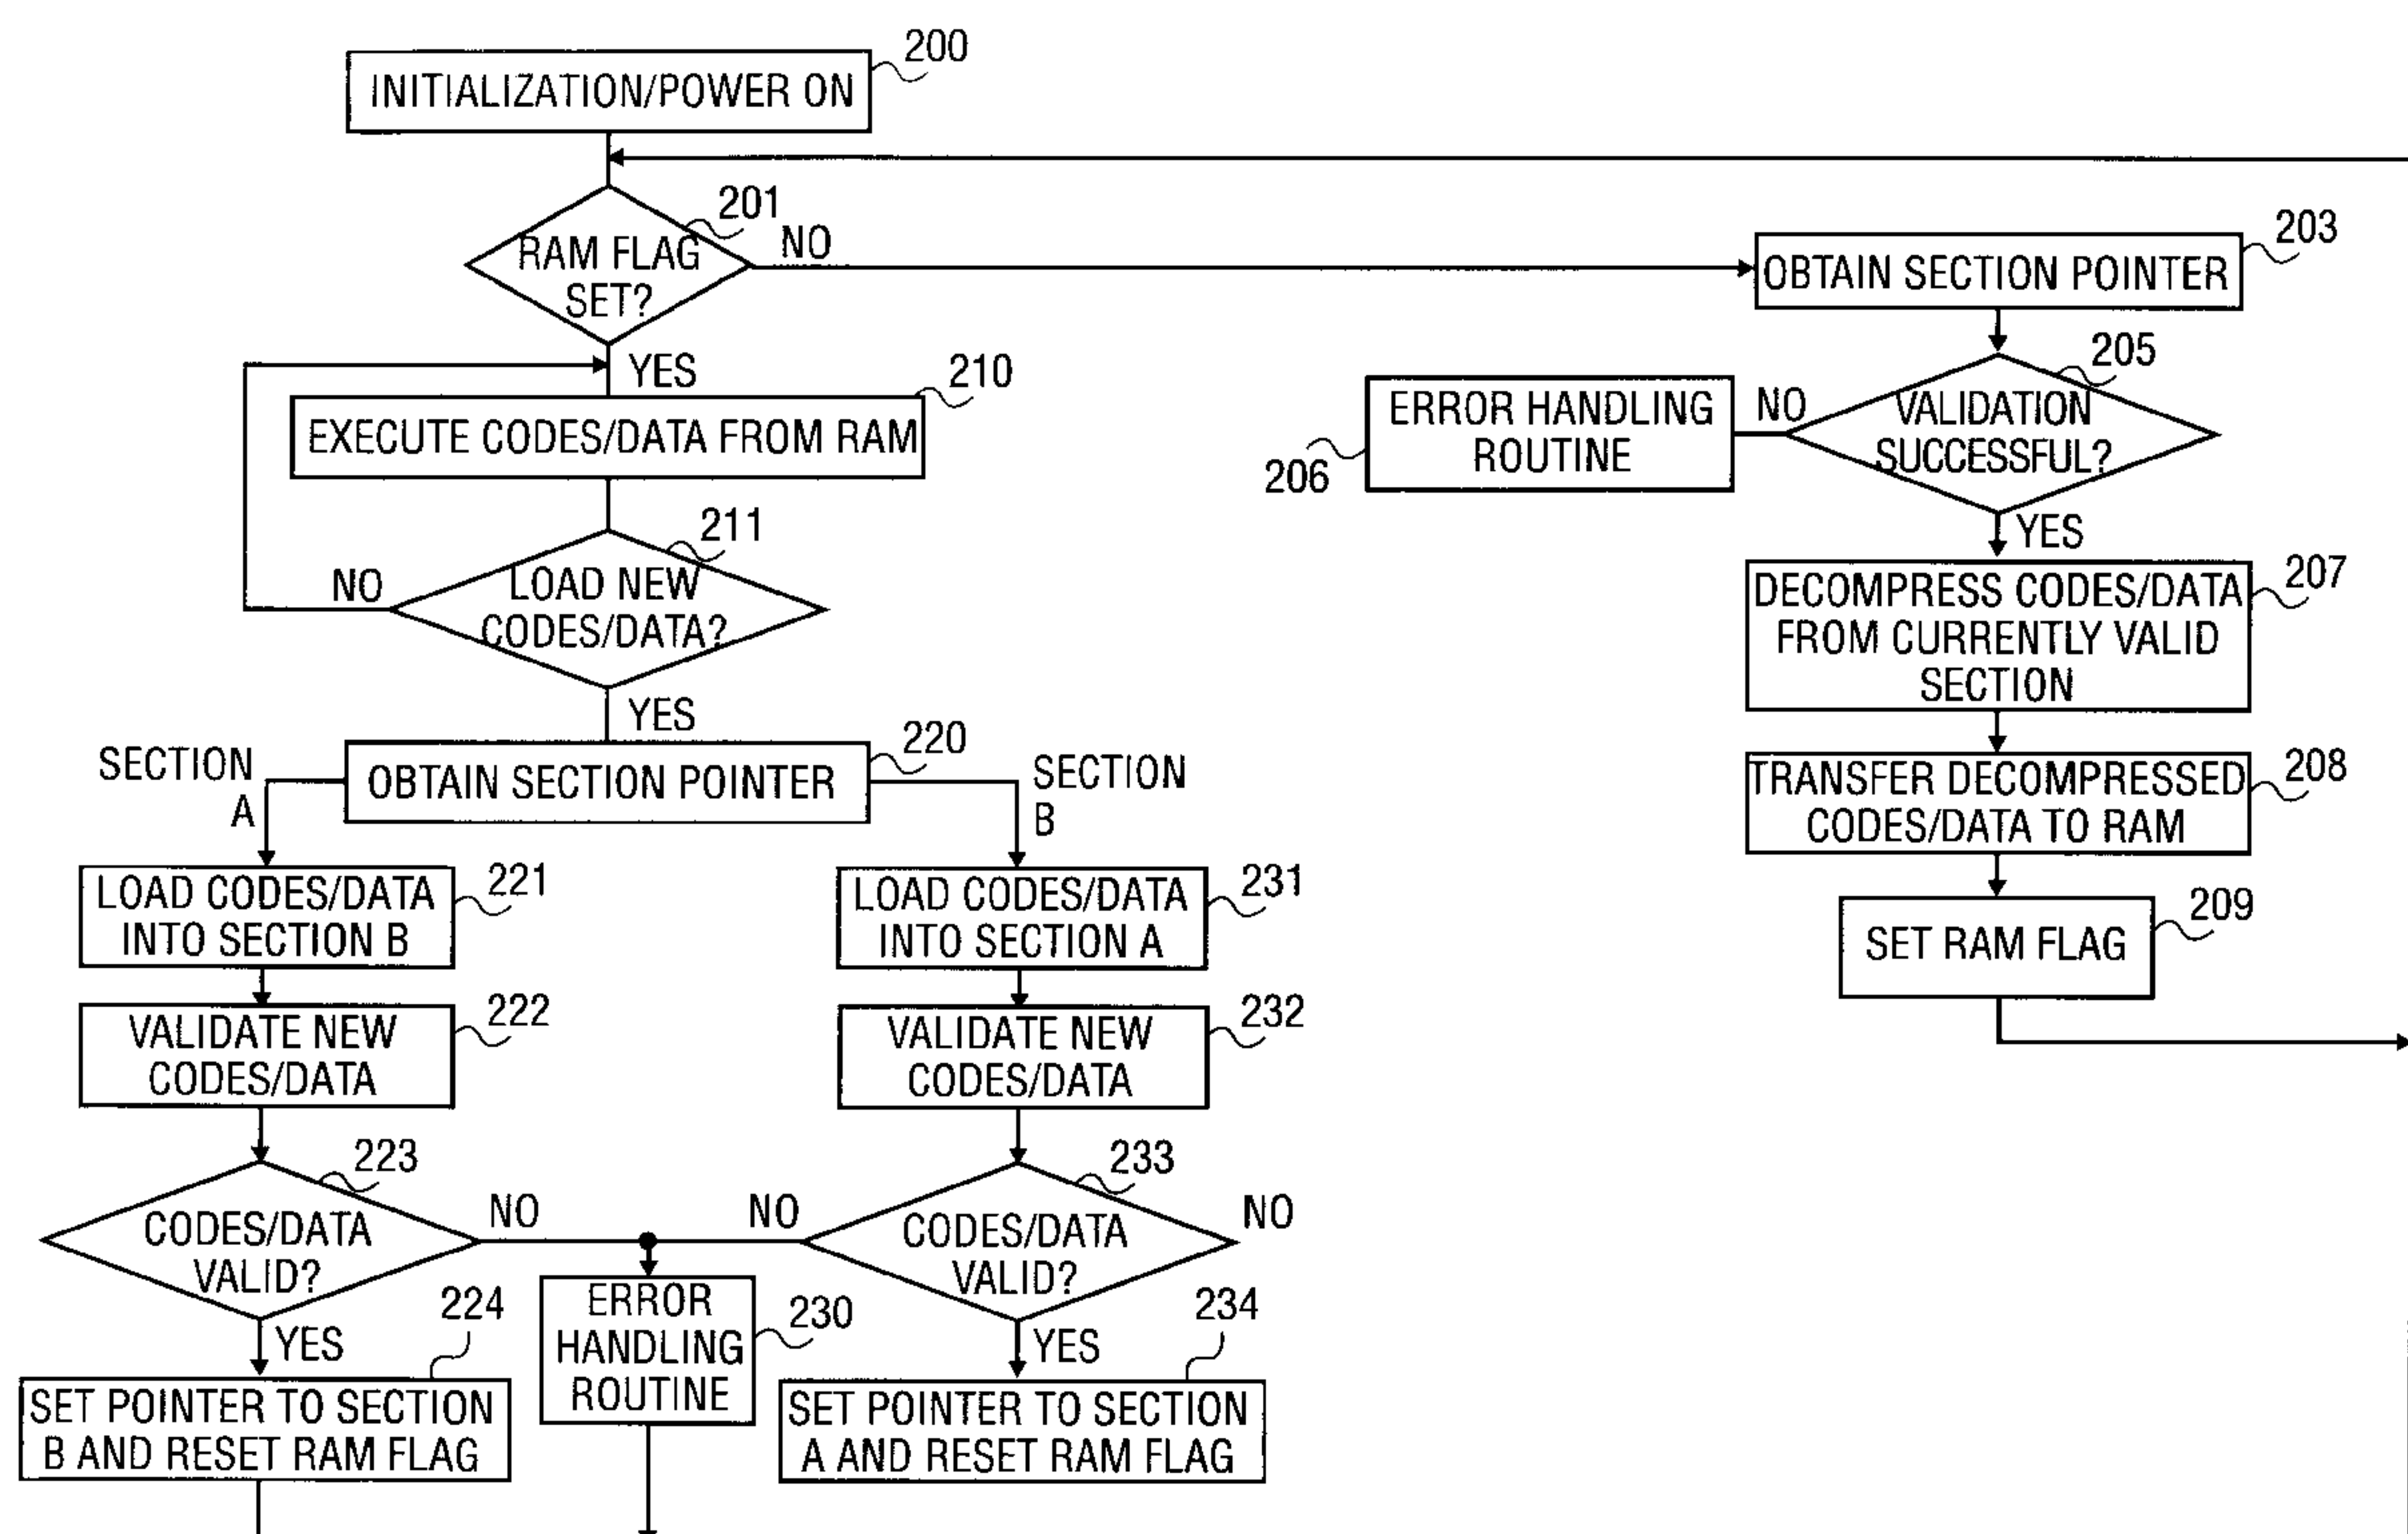 200
INITIALIZATION/POWER ON
201
RAM FLAG
SET?
NO
YES
203
OBTAIN SECTION POINTER
205
VALIDATION
SUCCESSFUL?
NO
ERROR HANDLING
ROUTINE
206
YES
207
DECOMPRESS CODES/DATA
FROM CURRENTLY VALID
SECTION
208
TRANSFER DECOMPRESSED
CODES/DATA TO RAM
209
SET RAM FLAG
210
EXECUTE CODES/DATA FROM RAM
211
LOAD NEW
CODES/DATA?
NO
YES
220
OBTAIN SECTION POINTER
SECTION
A
SECTION
B
221
LOAD CODES/DATA
INTO SECTION B
222
VALIDATE NEW
CODES/DATA
223
CODES/DATA
VALID?
NO
YES
224
SET POINTER TO SECTION
B AND RESET RAM FLAG
ERROR
HANDLING
ROUTINE
230
231
LOAD CODES/DATA
INTO SECTION A
232
VALIDATE NEW
CODES/DATA
233
CODES/DATA
VALID?
NO
NO
YES
234
SET POINTER TO SECTION
A AND RESET RAM FLAG